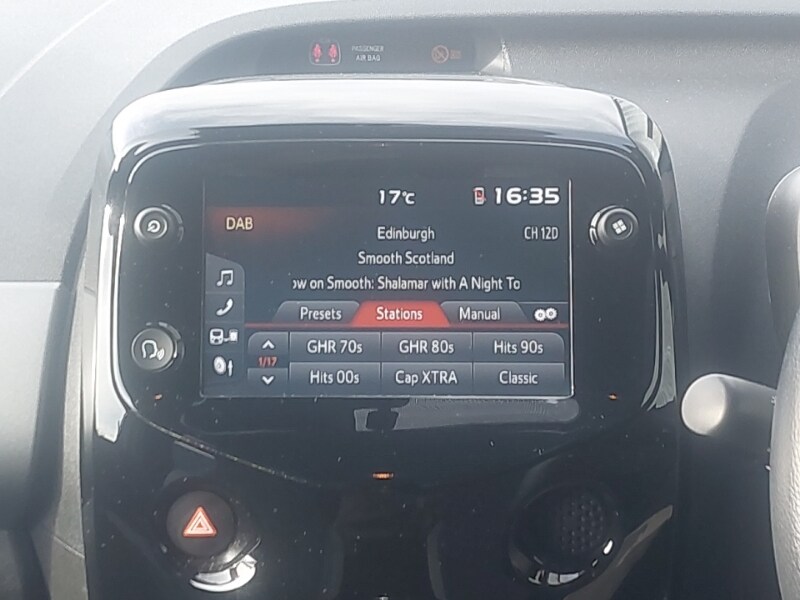 PASSENGER
AIR BAG
17°C 16:35
DAB
Edinburgh CH 12D
Smooth Scotland
ow on Smooth: Shalamar with A Night To
Presets Stations Manual
GHR 70s GHR 80s Hits 90s
1/17
Hits 00s Cap XTRA Classic